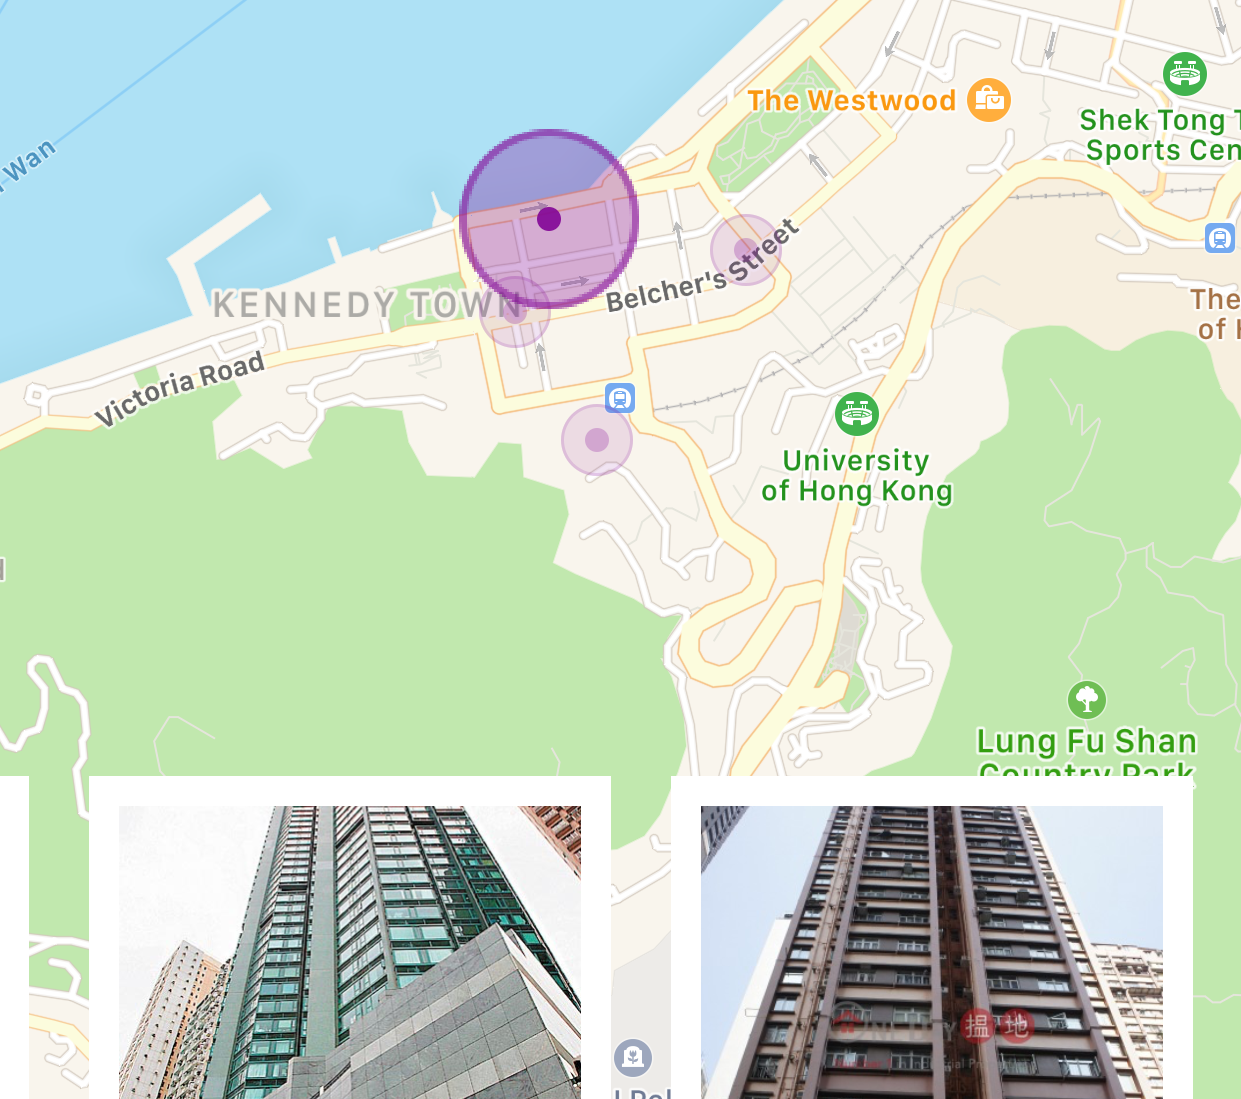 The Westwood
Shek Tong
Sports Cen
Wan
Belcher's Street
KENNEDY TOWN
The
of
Victoria Road
University
of Hong Kong
Lung Fu Shan
Country Park
搵地